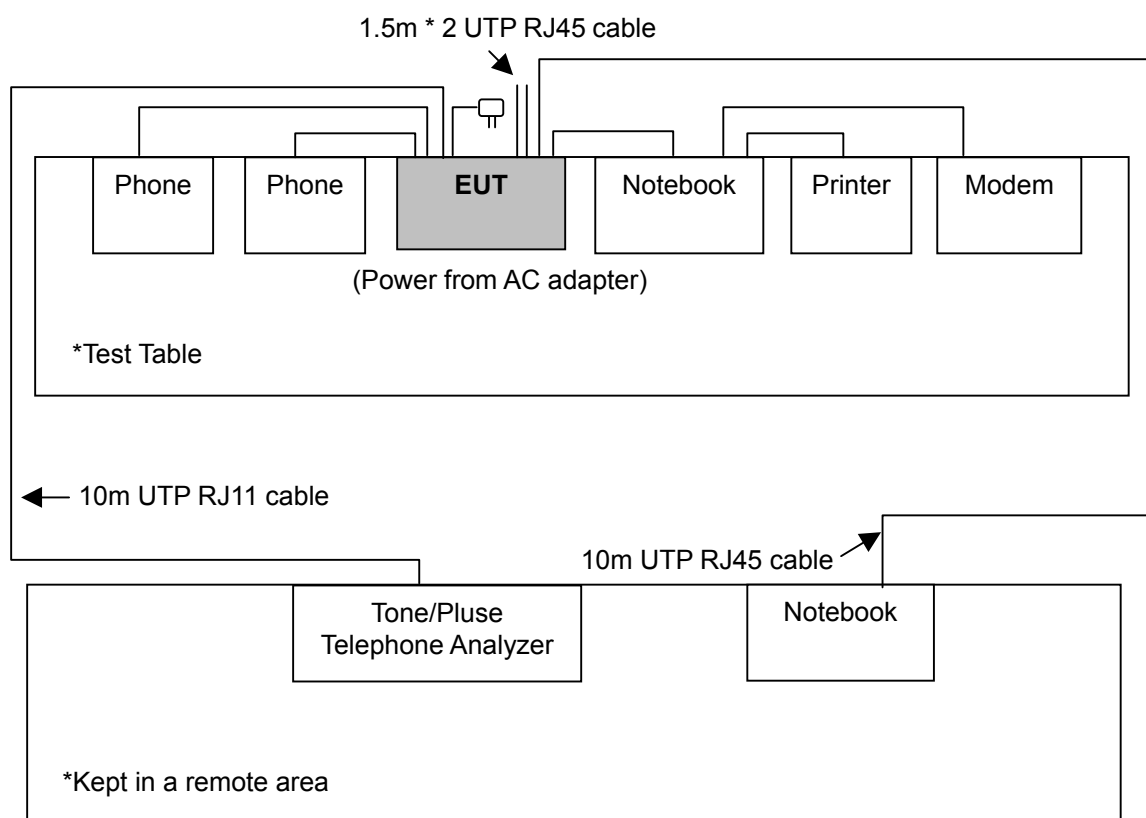 1.5m * 2 UTP RJ45 cable
Phone
Phone
EUT
Notebook
Printer
Modem
(Power from AC adapter)
*Test Table
10m UTP RJ11 cable
10m UTP RJ45 cable
Tone/Pluse
Telephone Analyzer
Notebook
*Kept in a remote area